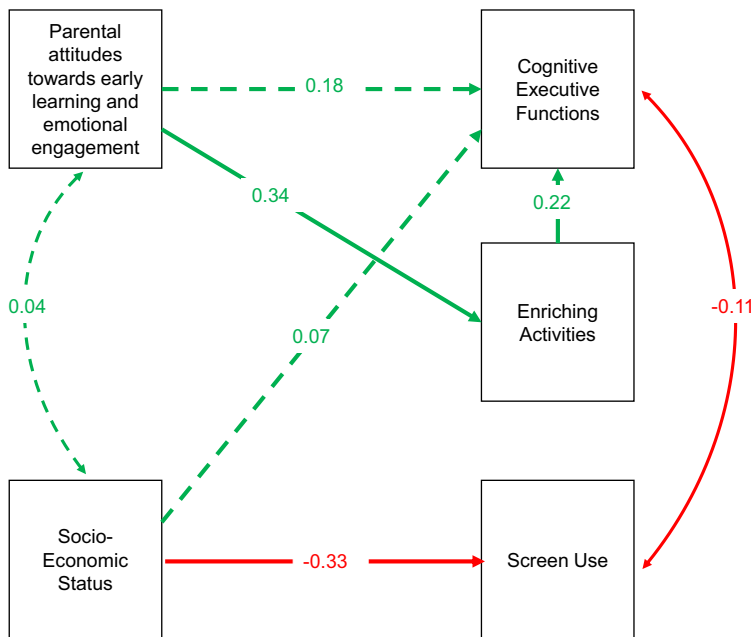 Parental
attitudes
towards early
learning and
emotional
engagement
0.18
Cognitive
Executive
Functions
0.34
0.22
0.04
0.07
Enriching
Activities
-0.11
Socio-
Economic
Status
-0.33
Screen Use